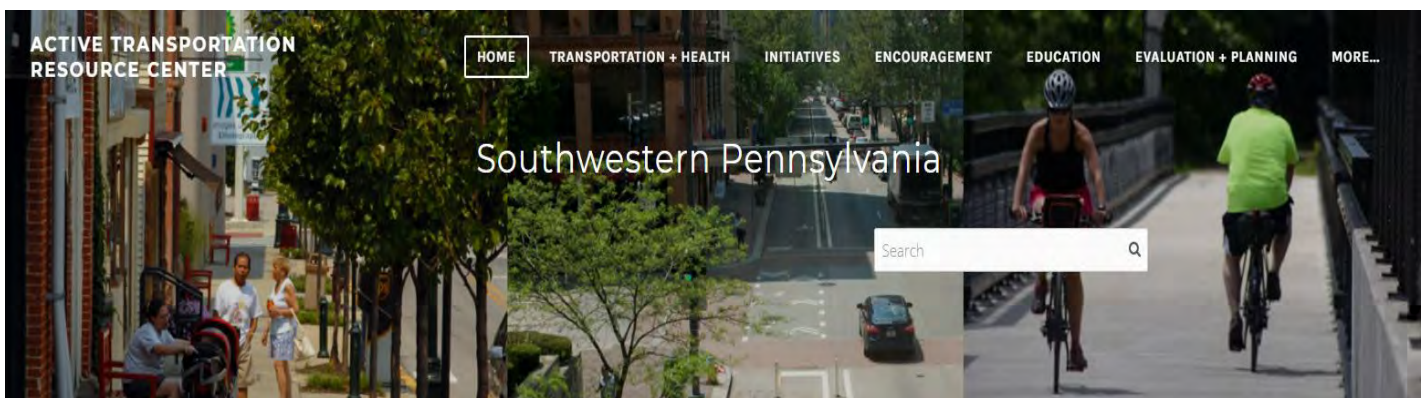 ACTIVE TRANSPORTATION
RESOURCE CENTER
HOME TRANSPORTATION + HEALTH INITIATIVES ENCOURAGEMENT EDUCATION EVALUATION + PLANNING MORE...
Southwestern Pennsylvania
Search